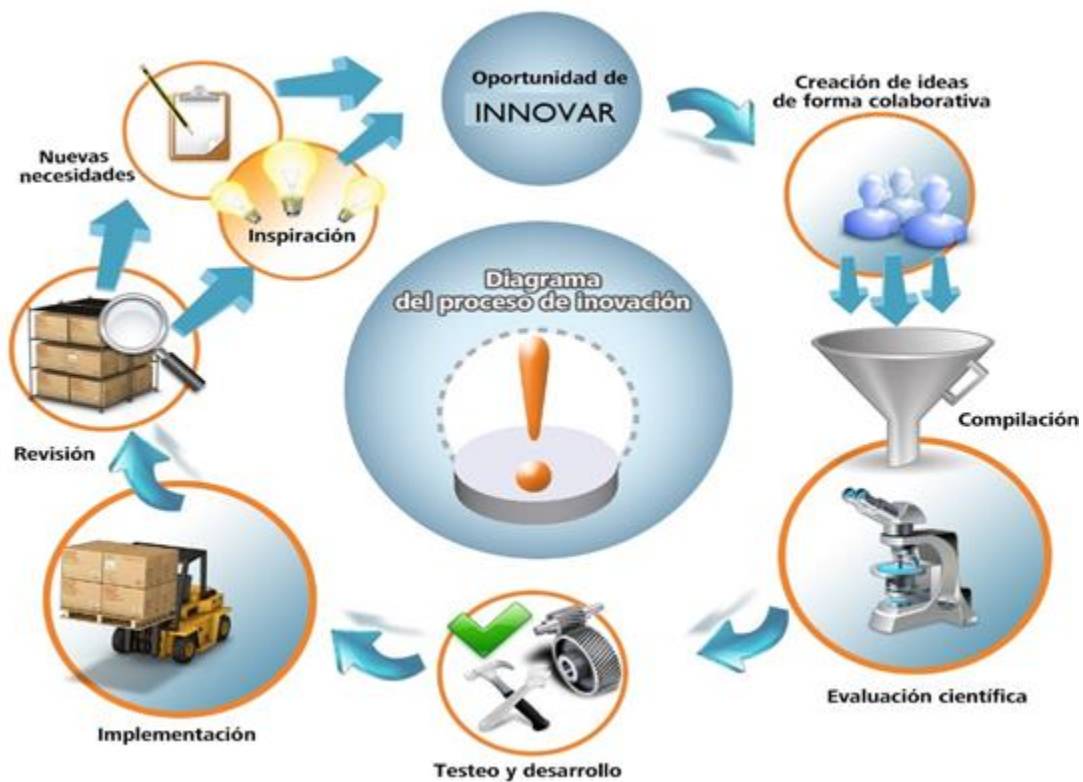 Oportunidad de
INNOVAR
Creación de ideas
de forma colaborativa
Nuevas
necesidades
Inspiración
Diagrama
del proceso de inovación
Compilación
Revisión
Evaluación científica
Implementación
Testeo y desarrollo